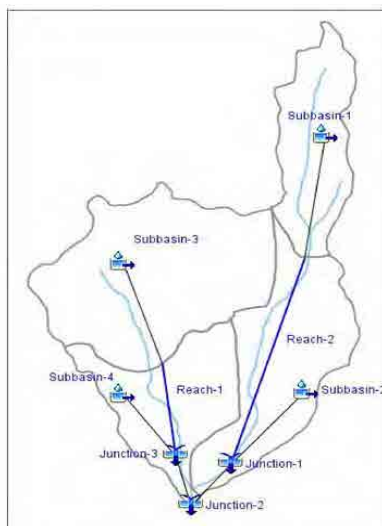 Subbasin-1
Subbasin-3
Reach-2
Subbasin-4
Reach-1
Subbasin-2
Junction-3
Junction-1
Junction-2